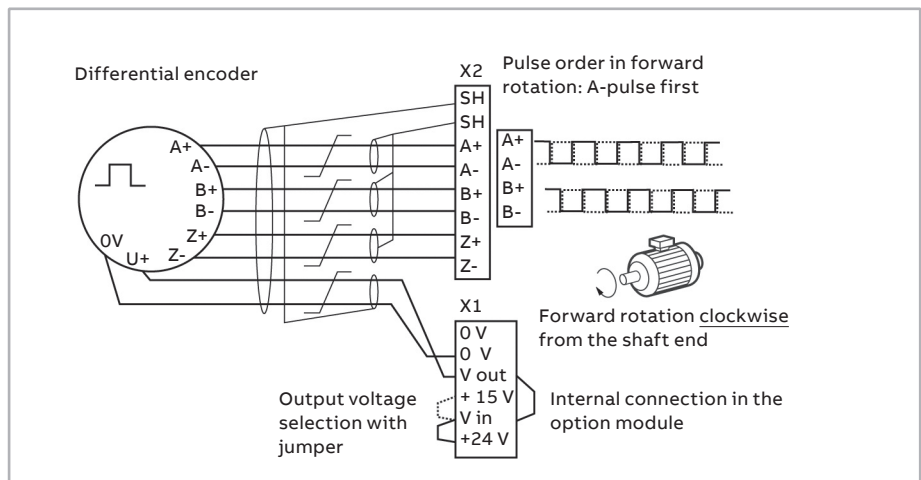 Differential encoder
X2
Pulse order in forward
rotation: A-pulse first
SH
SH
A+
A-
B+
B-
Z+
Z-
A+
A-
B+
B-
A+
A-
B+
B-
Z+
Z-
0V
U+
Forward rotation clockwise
from the shaft end
X1
0 V
0 V
V out
+ 15 V
V in
+24 V
Output voltage
selection with
jumper
Internal connection in the
option module